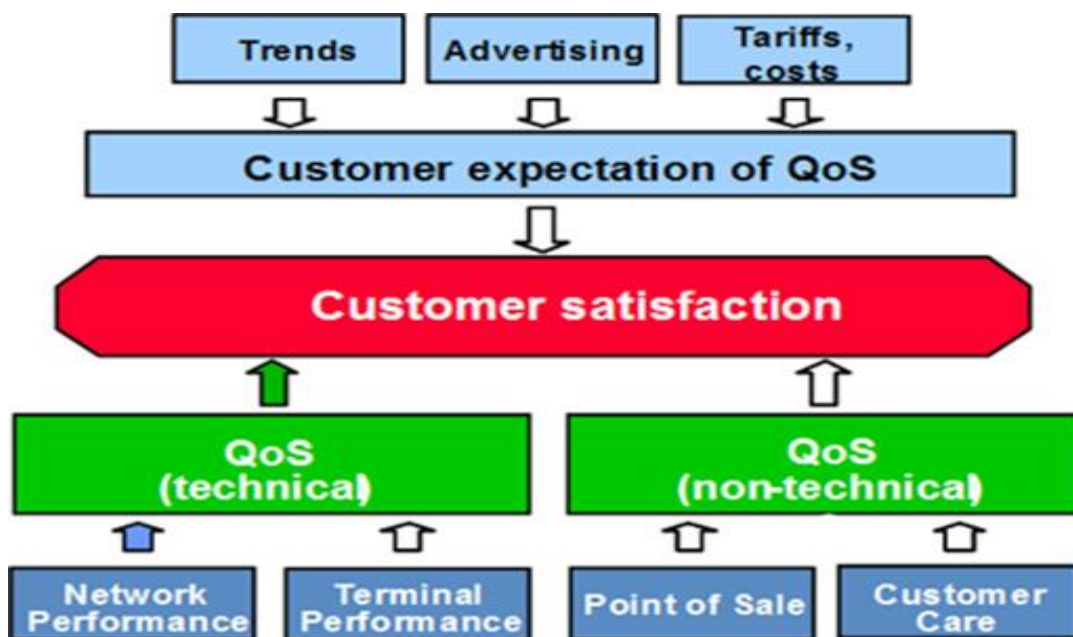 Trends
Advertising
Tariffs,
costs
Customer expectation of QoS
Customer satisfaction
QoS
(technical)
QoS
(non-technical)
Network
Performance
Terminal
Performance
Point of Sale
Customer
Care